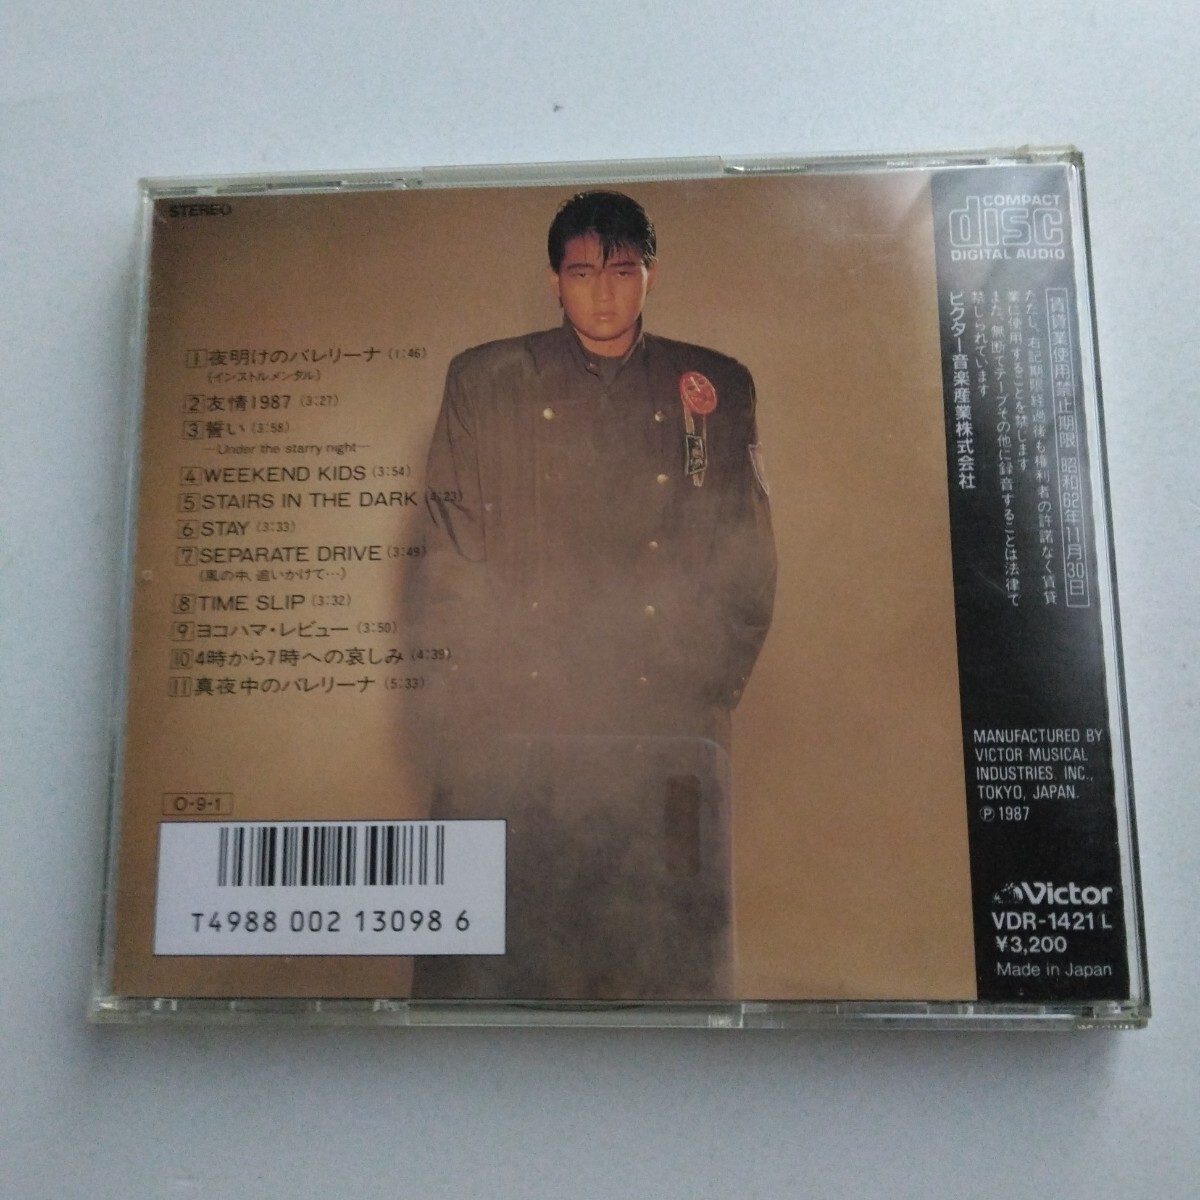 STEREO
1 夜明けのバレリーナ (1:46)
(インストルメンタル)
2 友情1987 (3:27)
3 誓い (3:58)
—Under the starry night—
4 WEEKEND KIDS (3:54)
5 STAIRS IN THE DARK (4:23)
6 STAY (3:33)
7 SEPARATE DRIVE (3:49)
(風の中、追いかけて…)
8 TIME SLIP (3:32)
9 ヨコハマ・レビュー (3:50)
10 4時から7時への哀しみ (4:39)
11 真夜中のバレリーナ (5:33)
O-9-1
T4988 002 13098 6
COMPACT
disc
DIGITAL AUDIO
賃貸業使用禁止期限 昭和62年11月30日
ただし、右記期限経過後も権利者の許諾なく賃貸
業に使用することを禁じます
また、無断でテープその他に録音することは法律で
禁じられています
ビクター音楽産業株式会社
MANUFACTURED BY
VICTOR MUSICAL
INDUSTRIES. INC.,
TOKYO, JAPAN.
℗ 1987
Victor
VDR-1421 L
¥3,200
Made in Japan